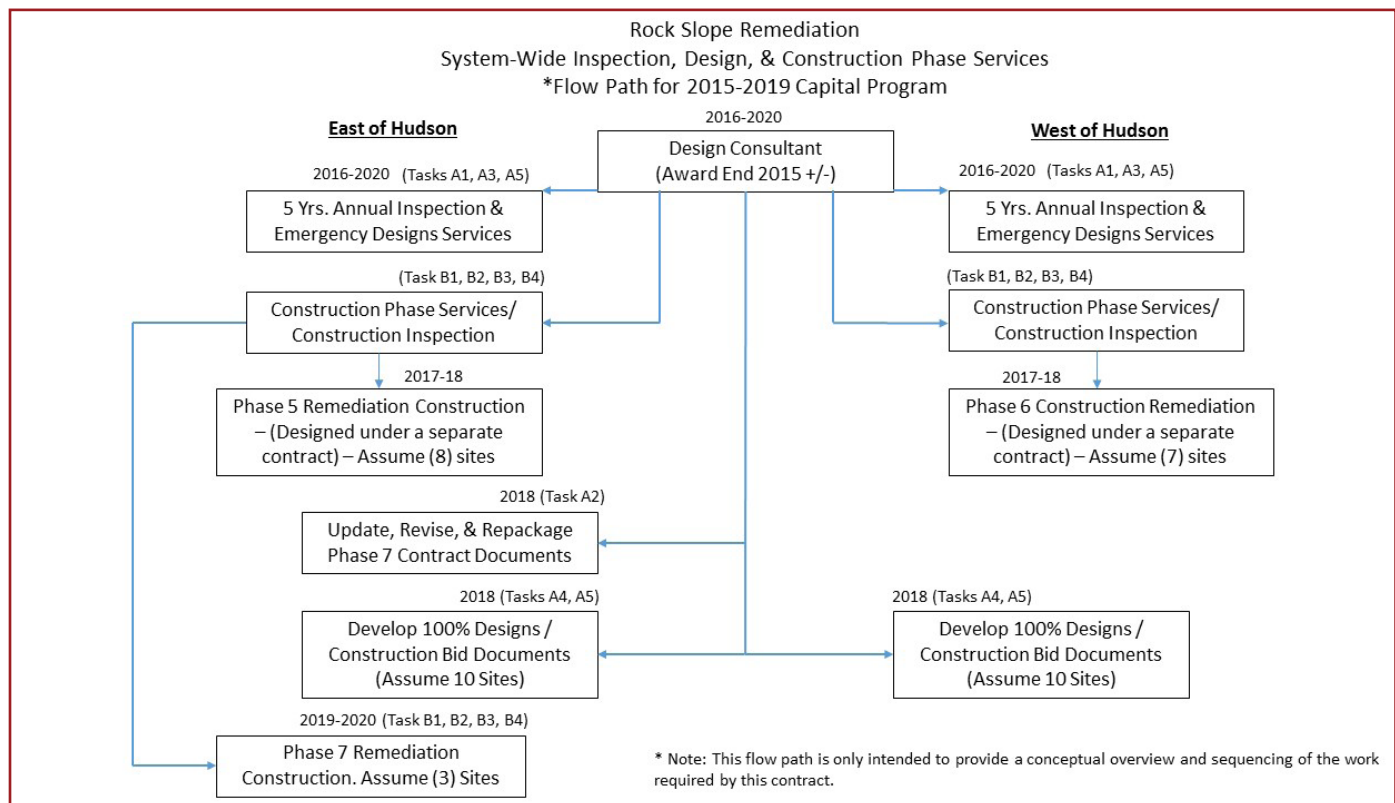 Rock Slope Remediation
System-Wide Inspection, Design, & Construction Phase Services
*Flow Path for 2015-2019 Capital Program
2016-2020
Design Consultant
(Award End 2015 +/-)
East of Hudson
2016-2020 (Tasks A1, A3, A5)
5 Yrs. Annual Inspection &
Emergency Designs Services
(Task B1, B2, B3, B4)
Construction Phase Services/
Construction Inspection
2017-18
Phase 5 Remediation Construction
– (Designed under a separate
contract) – Assume (8) sites
West of Hudson
2016-2020 (Tasks A1, A3, A5)
5 Yrs. Annual Inspection &
Emergency Designs Services
(Task B1, B2, B3, B4)
Construction Phase Services/
Construction Inspection
2017-18
Phase 6 Construction Remediation
– (Designed under a separate
contract) – Assume (7) sites
2018 (Task A2)
Update, Revise, & Repackage
Phase 7 Contract Documents
2018 (Tasks A4, A5)
Develop 100% Designs /
Construction Bid Documents
(Assume 10 Sites)
2018 (Tasks A4, A5)
Develop 100% Designs /
Construction Bid Documents
(Assume 10 Sites)
2019-2020 (Task B1, B2, B3, B4)
Phase 7 Remediation
Construction. Assume (3) Sites
* Note: This flow path is only intended to provide a conceptual overview and sequencing of the work
required by this contract.